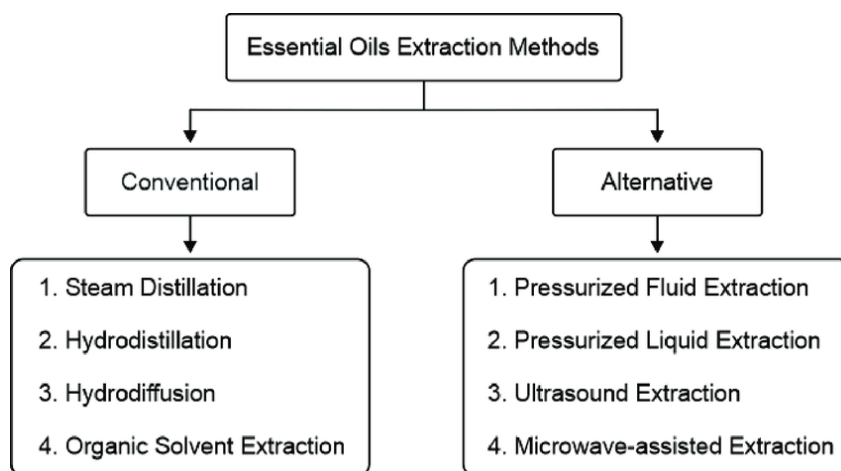 Essential Oils Extraction Methods
Conventional
Alternative
1. Steam Distillation
2. Hydrodistillation
3. Hydrodiffusion
4. Organic Solvent Extraction
1. Pressurized Fluid Extraction
2. Pressurized Liquid Extraction
3. Ultrasound Extraction
4. Microwave-assisted Extraction